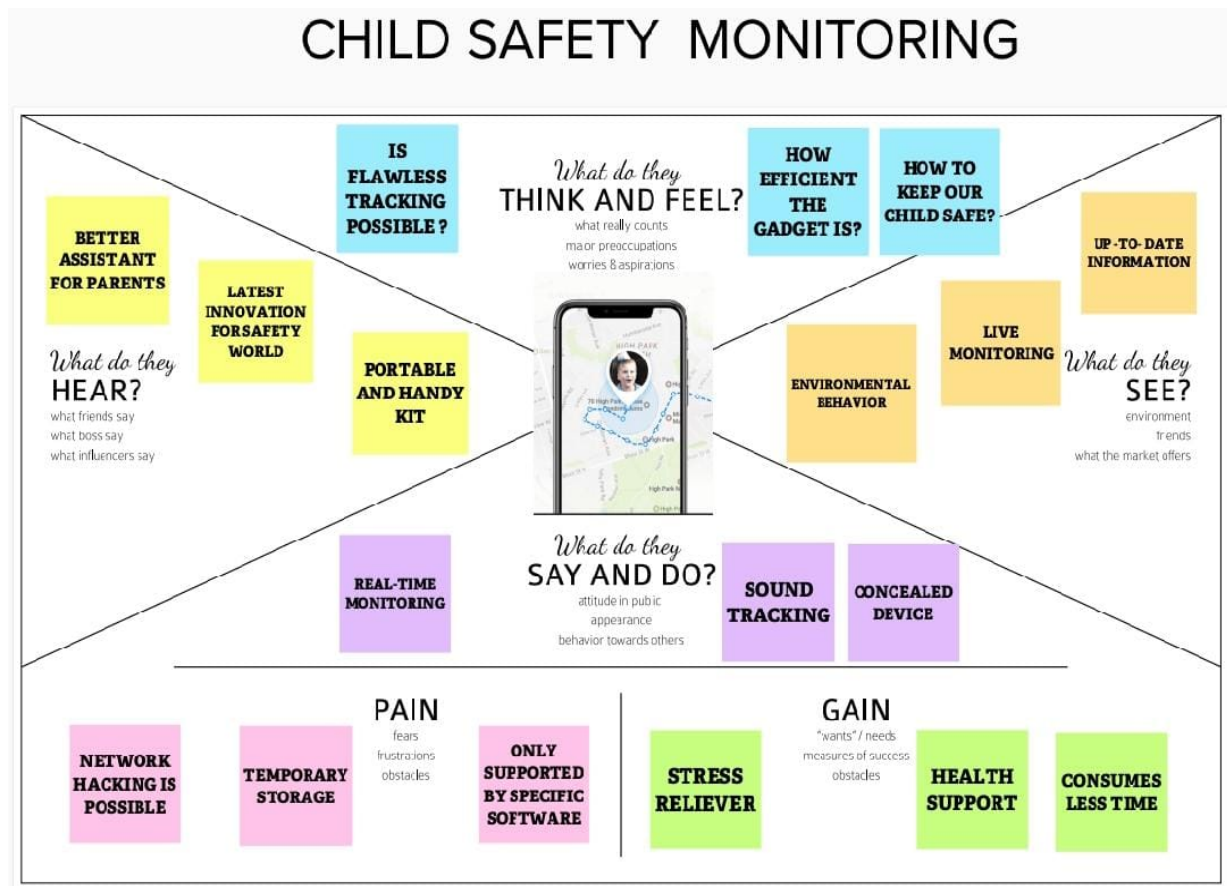 CHILD SAFETY MONITORING
IS
FLAWLESS
TRACKING
POSSIBLE ?
What do they
THINK AND FEEL?
what really counts
major preoccupations
worries & aspirations
HOW
EFFICIENT
THE
GADGET IS?
HOW TO
KEEP OUR
CHILD SAFE?
BETTER
ASSISTANT
FOR PARENTS
LATEST
INNOVATION
FORSAFETY
WORLD
PORTABLE
AND HANDY
KIT
What do they
HEAR?
what friends say
what boss say
what influencers say
UP-TO-DATE
INFORMATION
LIVE
MONITORING
ENVIRONMENTAL
BEHAVIOR
What do they
SEE?
environment
friends
what the market offers
HIGH PARK
High Park
REAL-TIME
MONITORING
What do they
SAY AND DO?
attitude in public
appearance
behavior towards others
SOUND
TRACKING
CONCEALED
DEVICE
PAIN
fears
frustrations
obstacles
NETWORK
HACKING IS
POSSIBLE
TEMPORARY
STORAGE
ONLY
SUPPORTED
BY SPECIFIC
SOFTWARE
GAIN
"wants" / needs
measures of success
obstacles
STRESS
RELIEVER
HEALTH
SUPPORT
CONSUMES
LESS TIME